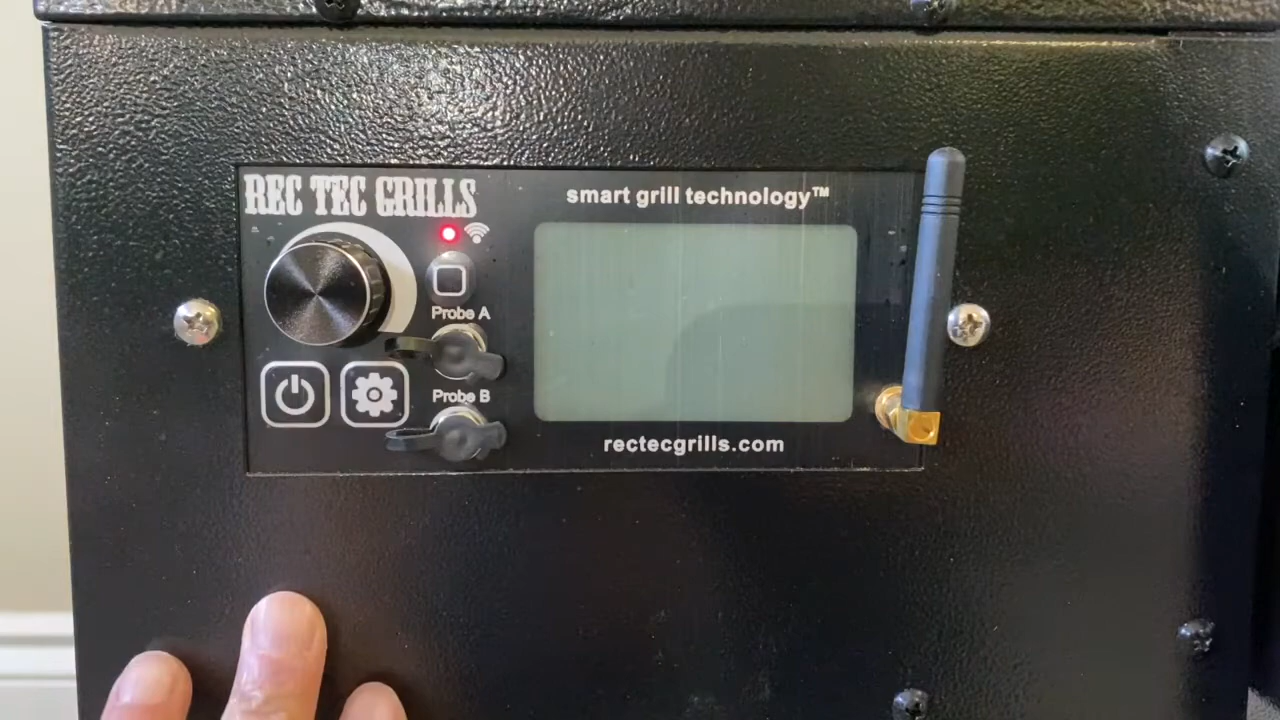 REC TEC GRILLS
smart grill technology™
Probe A
Probe B
rectecgrills.com